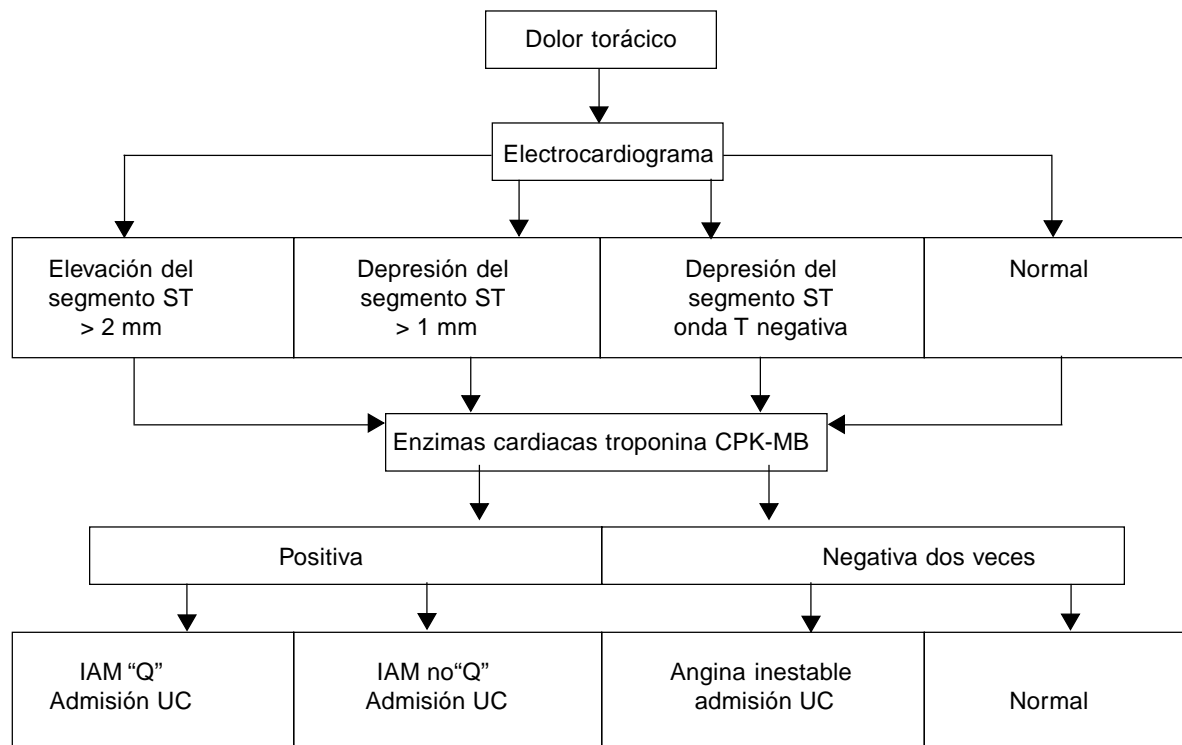 Dolor torácico
Electrocardiograma
Elevación del
segmento ST
> 2 mm
Depresión del
segmento ST
> 1 mm
Depresión del
segmento ST
onda T negativa
Normal
Enzimas cardiacas troponina CPK-MB
Positiva
Negativa dos veces
IAM “Q”
Admisión UC
IAM no“Q”
Admisión UC
Angina inestable
admisión UC
Normal